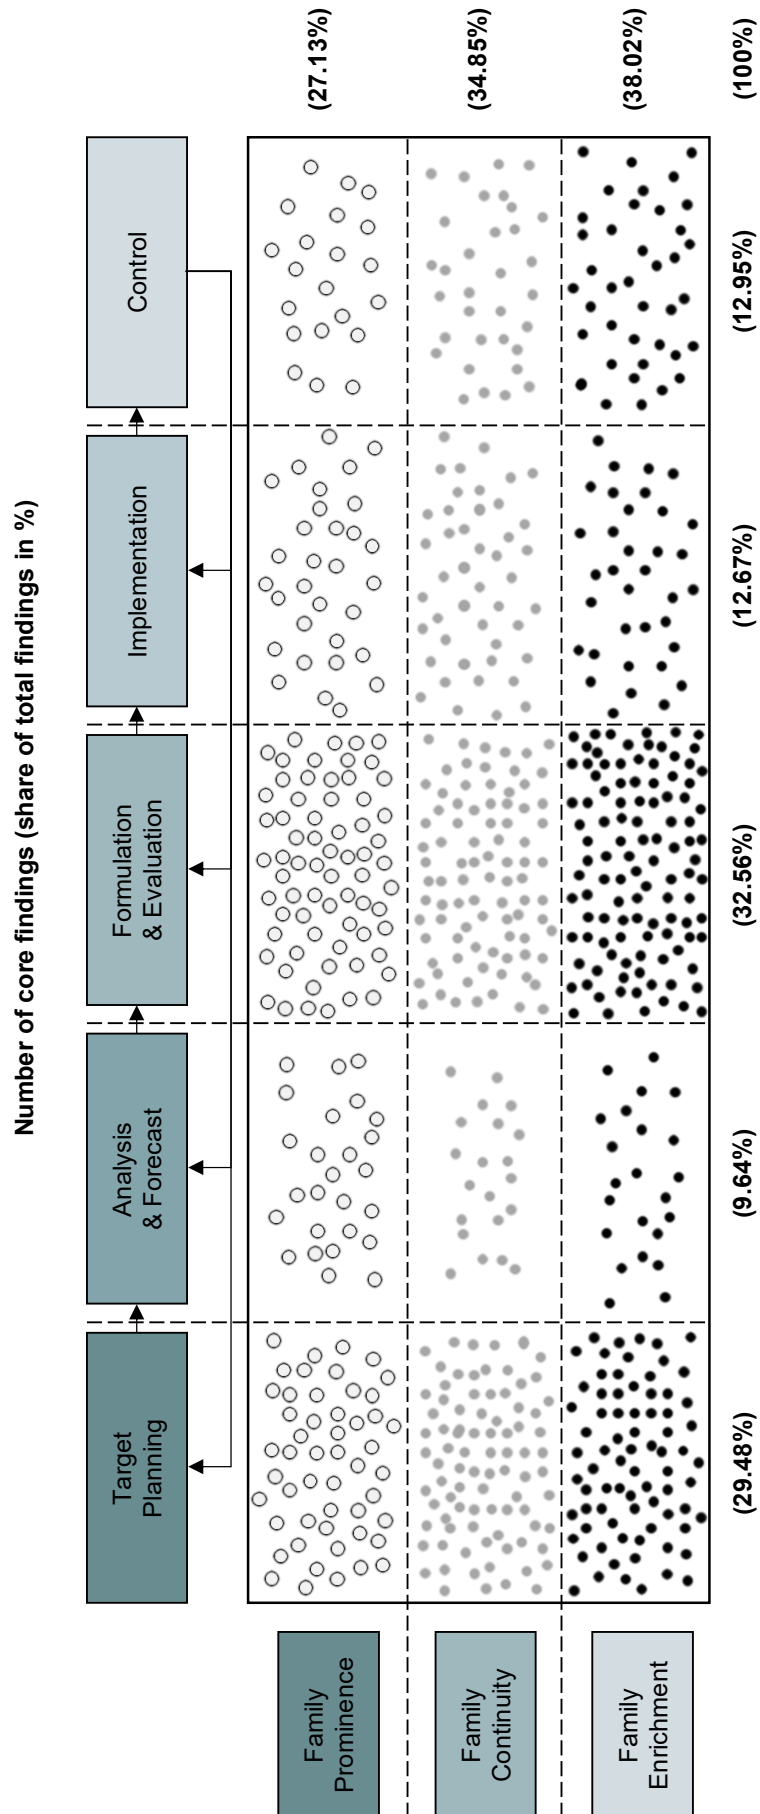 Number of core findings (share of total findings in %)
Target
Planning
Analysis
& Forecast
Formulation
& Evaluation
Implementation
Control
Family
Prominence
(27.13%)
Family
Continuity
(34.85%)
Family
Enrichment
(38.02%)
(29.48%)
(9.64%)
(32.56%)
(12.67%)
(12.95%)
(100%)